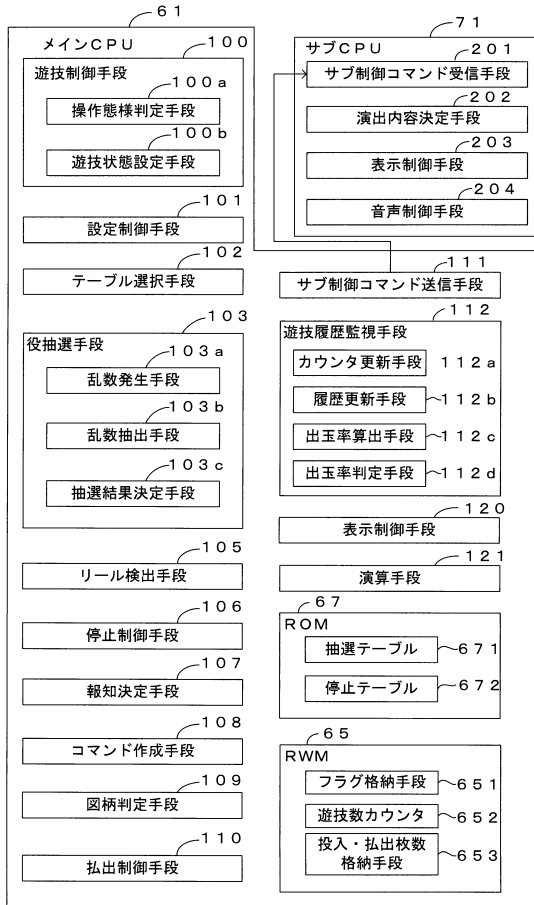 61
メインCPU
100
遊技制御手段
100a
操作態様判定手段
100b
遊技状態設定手段
101
設定制御手段
102
テーブル選択手段
103
役抽選手段
103a
乱数発生手段
103b
乱数抽出手段
103c
抽選結果決定手段
105
リール検出手段
106
停止制御手段
107
報知決定手段
108
コマンド作成手段
109
図柄判定手段
110
払出制御手段
71
サブCPU
201
サブ制御コマンド受信手段
202
演出内容決定手段
203
表示制御手段
204
音声制御手段
111
サブ制御コマンド送信手段
112
遊技履歴監視手段
カウンタ更新手段 112a
履歴更新手段 112b
出玉率算出手段 112c
出玉率判定手段 112d
120
表示制御手段
121
演算手段
67
ROM
抽選テーブル 671
停止テーブル 672
65
RWM
フラグ格納手段 651
遊技数カウンタ 652
投入・払出枚数
格納手段 653